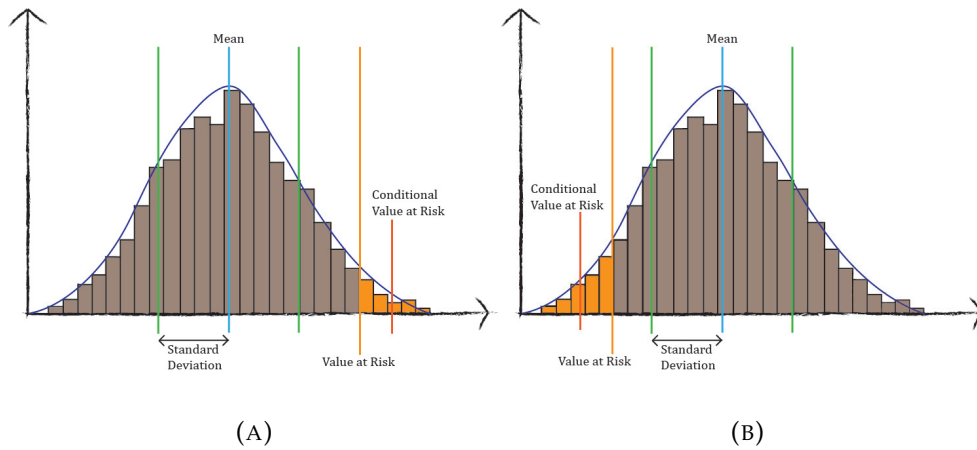 Mean
Conditional
Value at Risk
Standard
Deviation
Value at Risk
(A)
Mean
Conditional
Value at Risk
Value at Risk
Standard
Deviation
(B)